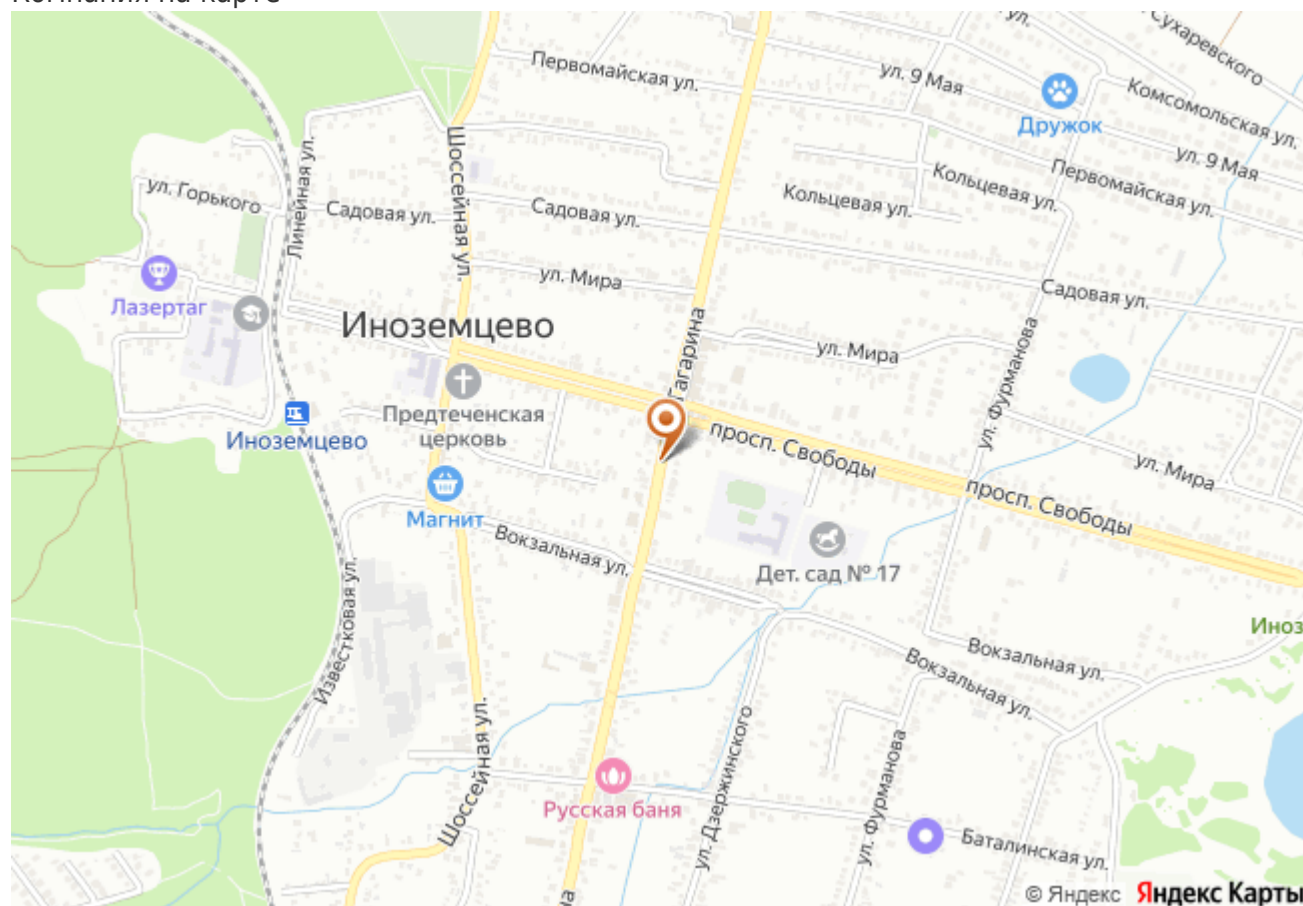 Компания на карте
ул.
Сухаревского
Первомайская ул.
ул. 9 Мая
Комсомольская ул.
Дружок
ул. 9 Мая
Шоссейная ул.
Линейная ул.
ул. Горького
Садовая ул.
Садовая ул.
Кольцевая ул.
Кольцевая ул.
Первомайская ул.
ул. Мира
Садовая ул.
Лазертаг
Иноземцево
Гагарина
ул. Мира
ул. Фурманова
Предтеченская
церковь
Иноземцево
просп. Свободы
ул. Мира
просп. Свободы
Магнит
Вокзальная ул.
Дет. сад № 17
Известковая ул.
Иноз
Вокзальная ул.
Вокзальная ул.
Шоссейная ул.
ул. Дзержинского
ул. Фурманова
Русская баня
Баталинская ул.
на
© Яндекс Яндекс Карты